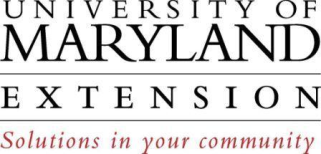 UNIVERSITY OF
MARYLAND
EXTENSION
Solutions in your community